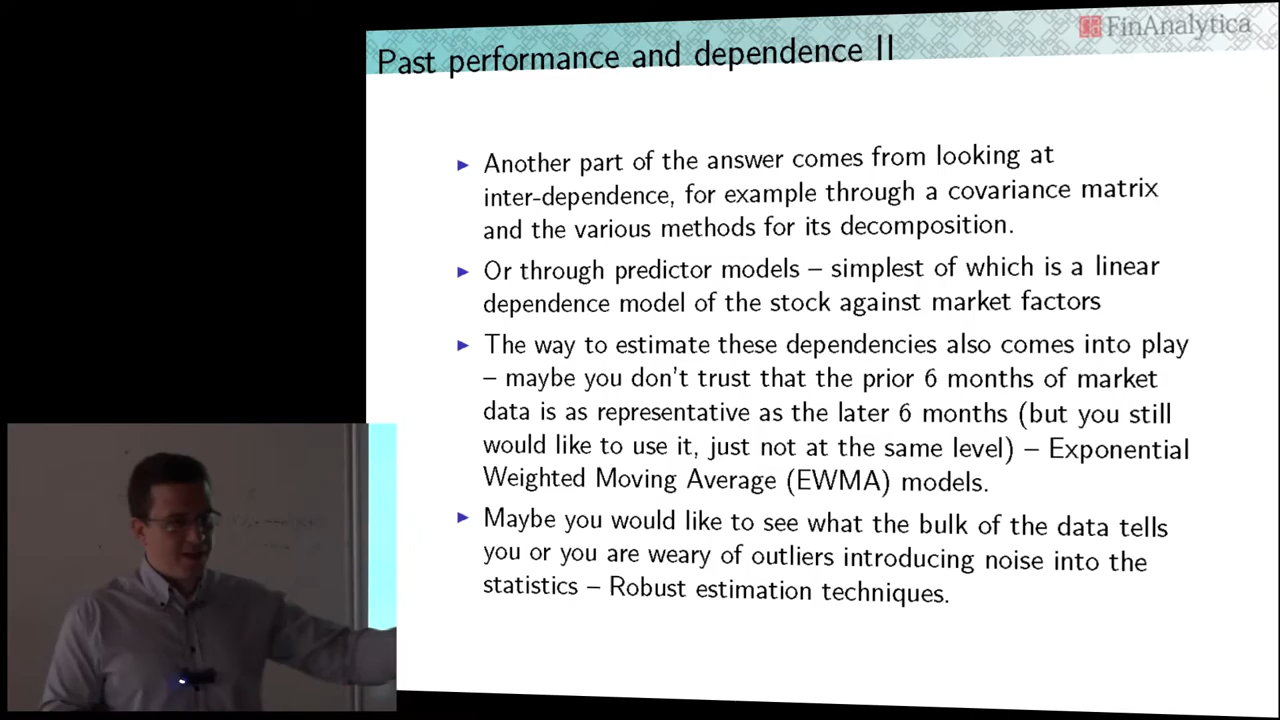 FinAnalytica
Past performance and dependence II
Another part of the answer comes from looking at
inter-dependence, for example through a covariance matrix
and the various methods for its decomposition.
Or through predictor models – simplest of which is a linear
dependence model of the stock against market factors
The way to estimate these dependencies also comes into play
– maybe you don't trust that the prior 6 months of market
data is as representative as the later 6 months (but you still
would like to use it, just not at the same level) – Exponential
Weighted Moving Average (EWMA) models.
Maybe you would like to see what the bulk of the data tells
you or you are weary of outliers introducing noise into the
statistics – Robust estimation techniques.